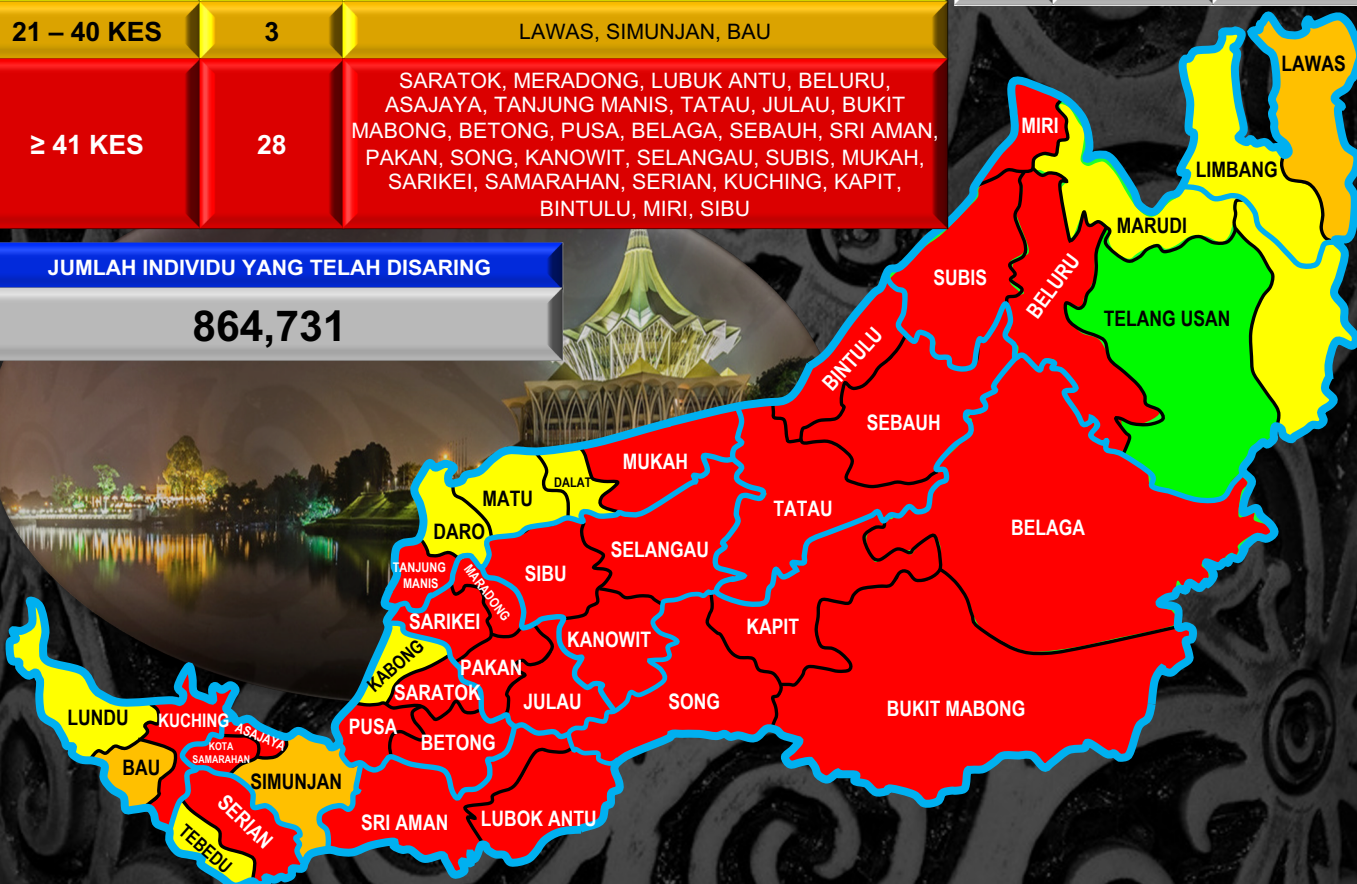 21 – 40 KES 3 LAWAS, SIMUNJAN, BAU
≥ 41 KES 28
SARATOK, MERADONG, LUBUK ANTU, BELURU,
ASAJAYA, TANJUNG MANIS, TATAU, JULAU, BUKIT
MABONG, BETONG, PUSA, BELAGA, SEBAUH, SRI AMAN,
PAKAN, SONG, KANOWIT, SELANGAU, SUBIS, MUKAH,
SARIKEI, SAMARAHAN, SERIAN, KUCHING, KAPIT,
BINTULU, MIRI, SIBU
JUMLAH INDIVIDU YANG TELAH DISARING
864,731
LAWAS
MIRI
LIMBANG
MARUDI
SUBIS
BELURU
TELANG USAN
BINTULU
SEBAUH
MUKAH
DALAT
MATU
DARO
TATAU
BELAGA
SELANGAU
SIBU
TANJUNG
MANIS
MARADONG
SARIKEI
KANOWIT
KAPIT
KABONG
PAKAN
SARATOK
JULAU
SONG
BUKIT MABONG
PUSA
BETONG
LUNDU
KUCHING
ASAJAYA
KOTA
SAMARAHAN
BAU
SIMUNJAN
SERIAN
TEBEDU
SRI AMAN
LUBOK ANTU